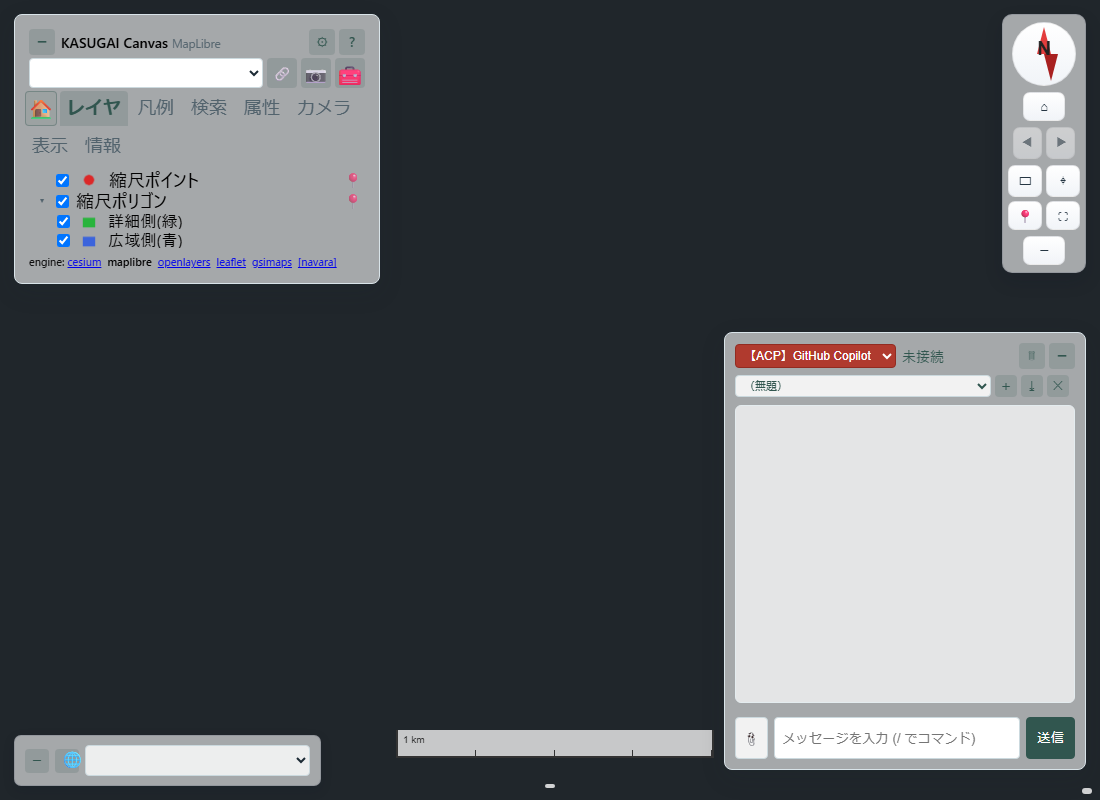 KASUGAI Canvas MapLibre
?
レイヤ 凡例 検索 属性 カメラ
表示 情報
縮尺ポイント
縮尺ポリゴン
詳細側(緑)
広域側(青)
engine: cesium maplibre openlayers leaflet gsimaps [navara]
N
【ACP】GitHub Copilot 未接続
（無題）
メッセージを入力 (/ でコマンド)
送信
1 km